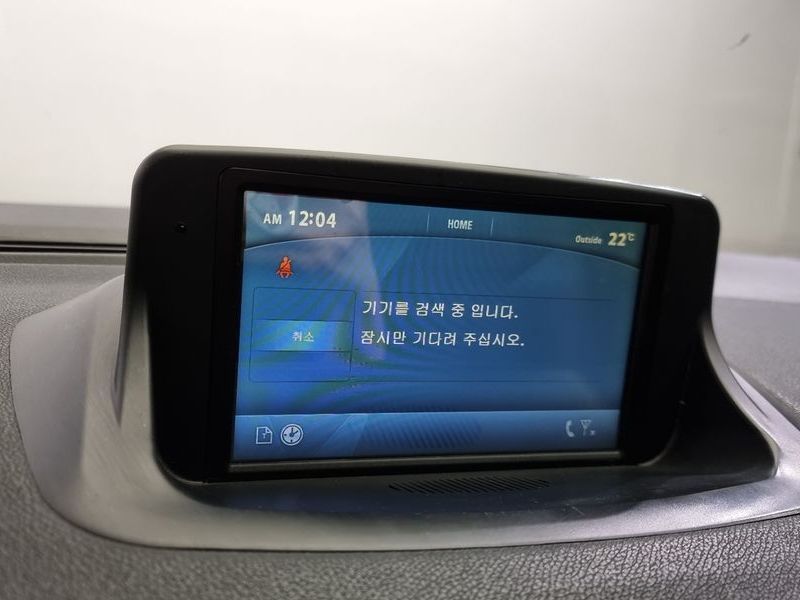 AM 12:04
HOME
Outside 22℃
기기를 검색 중 입니다.
취소
잠시만 기다려 주십시오.